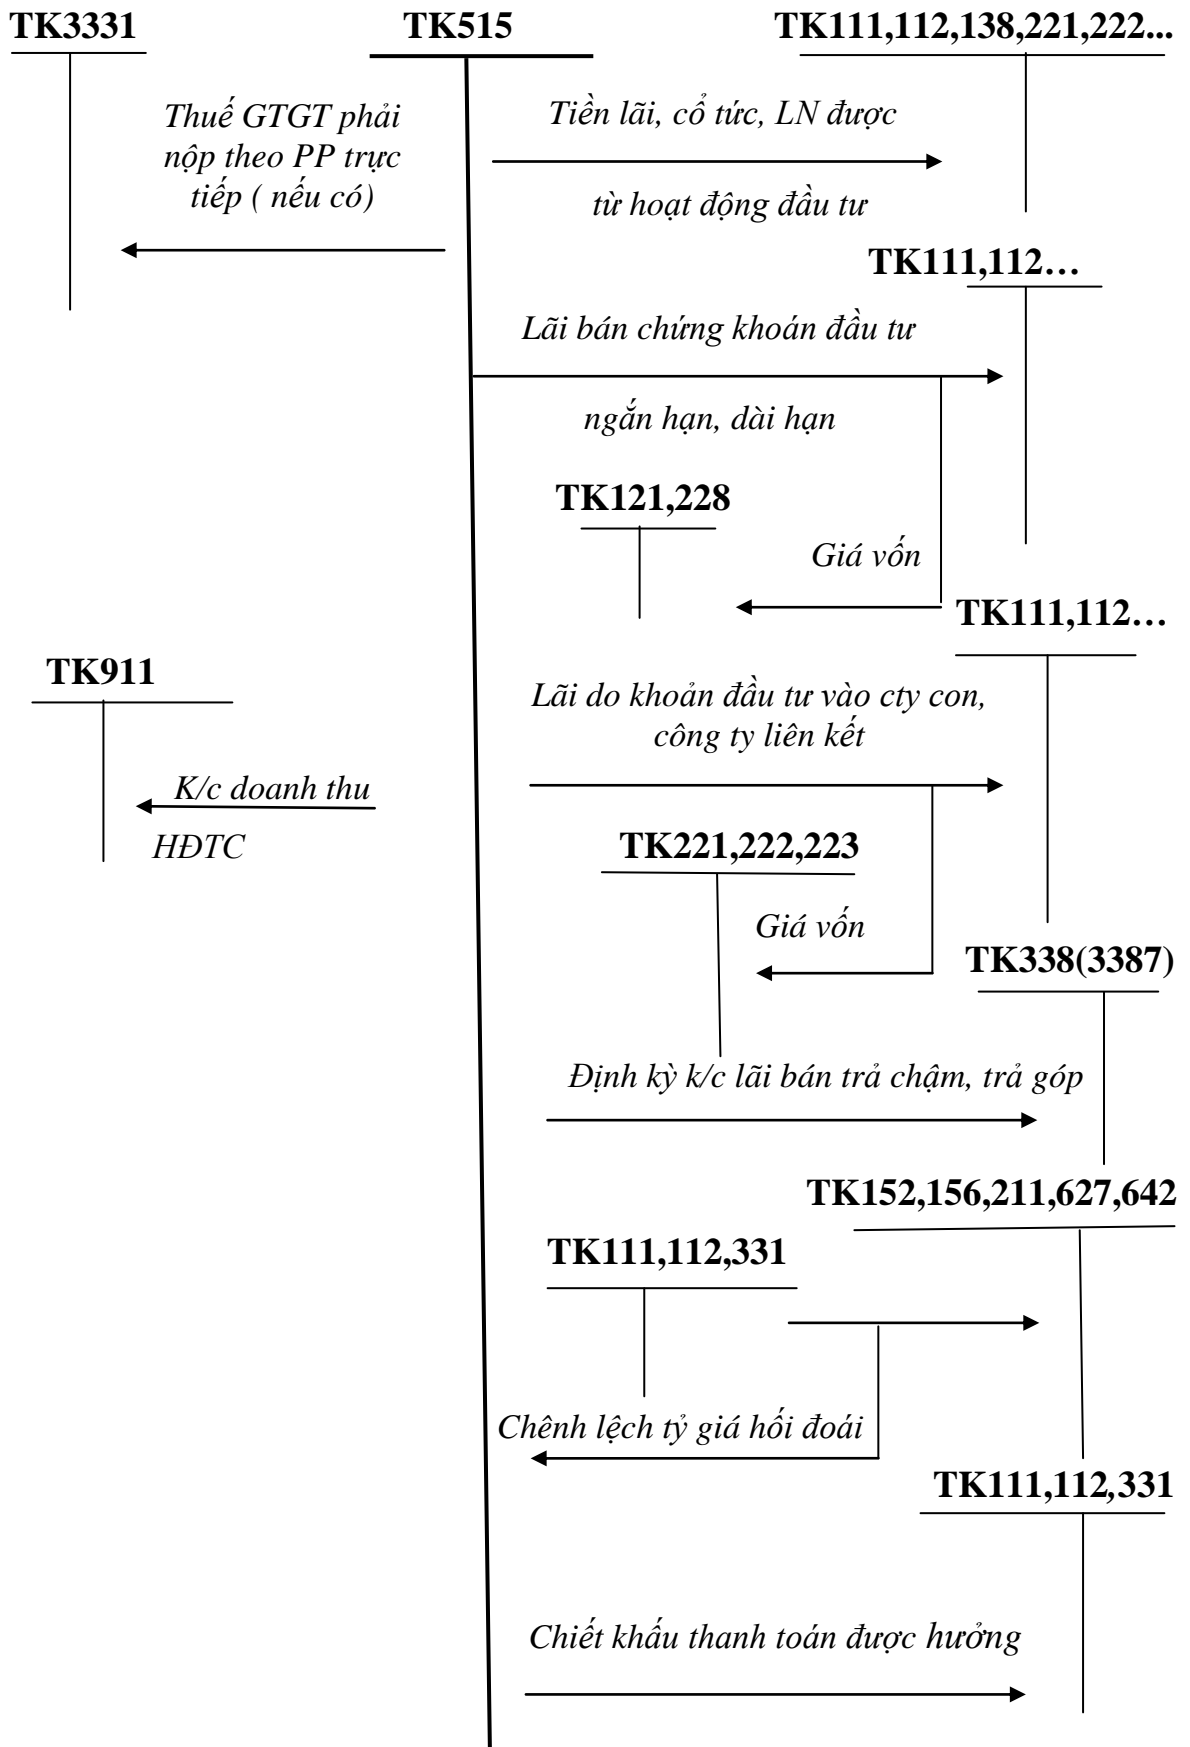 TK3331
TK515
TK111,112,138,221,222...
Thuế GTGT phải
nộp theo PP trực
tiếp ( nếu có)
Tiền lãi, cổ tức, LN được
từ hoạt động đầu tư
TK111,112…
Lãi bán chứng khoán đầu tư
ngắn hạn, dài hạn
TK121,228
Giá vốn
TK111,112…
TK911
Lãi do khoản đầu tư vào cty con,
công ty liên kết
K/c doanh thu
HĐTC
TK221,222,223
Giá vốn
TK338(3387)
Định kỳ k/c lãi bán trả chậm, trả góp
TK152,156,211,627,642
TK111,112,331
Chênh lệch tỷ giá hối đoái
TK111,112,331
Chiết khấu thanh toán được hưởng